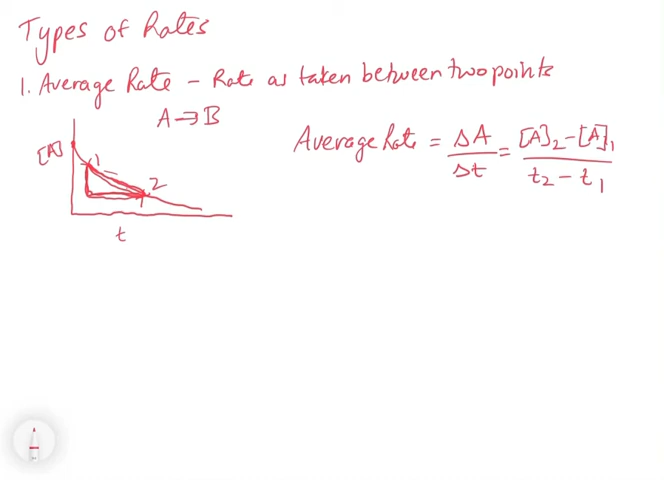 Types of Rates
1. Average Rate – Rate as taken between two points
A → B
[A]
1
2
t
Average Rate = ΔA/Δt = [A]₂ – [A]₁ / t₂ – t₁